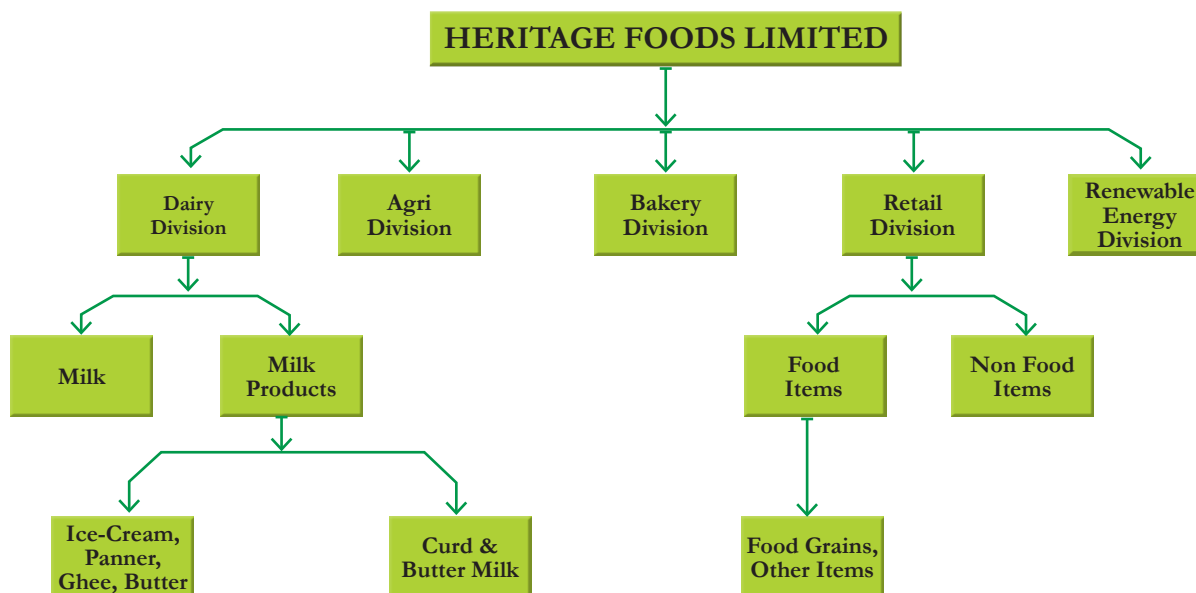 HERITAGE FOODS LIMITED
Dairy
Division
Agri
Division
Bakery
Division
Retail
Division
Renewable
Energy
Division
Milk
Milk
Products
Food
Items
Non Food
Items
Ice-Cream,
Panner,
Ghee, Butter
Curd &
Butter Milk
Food Grains,
Other Items